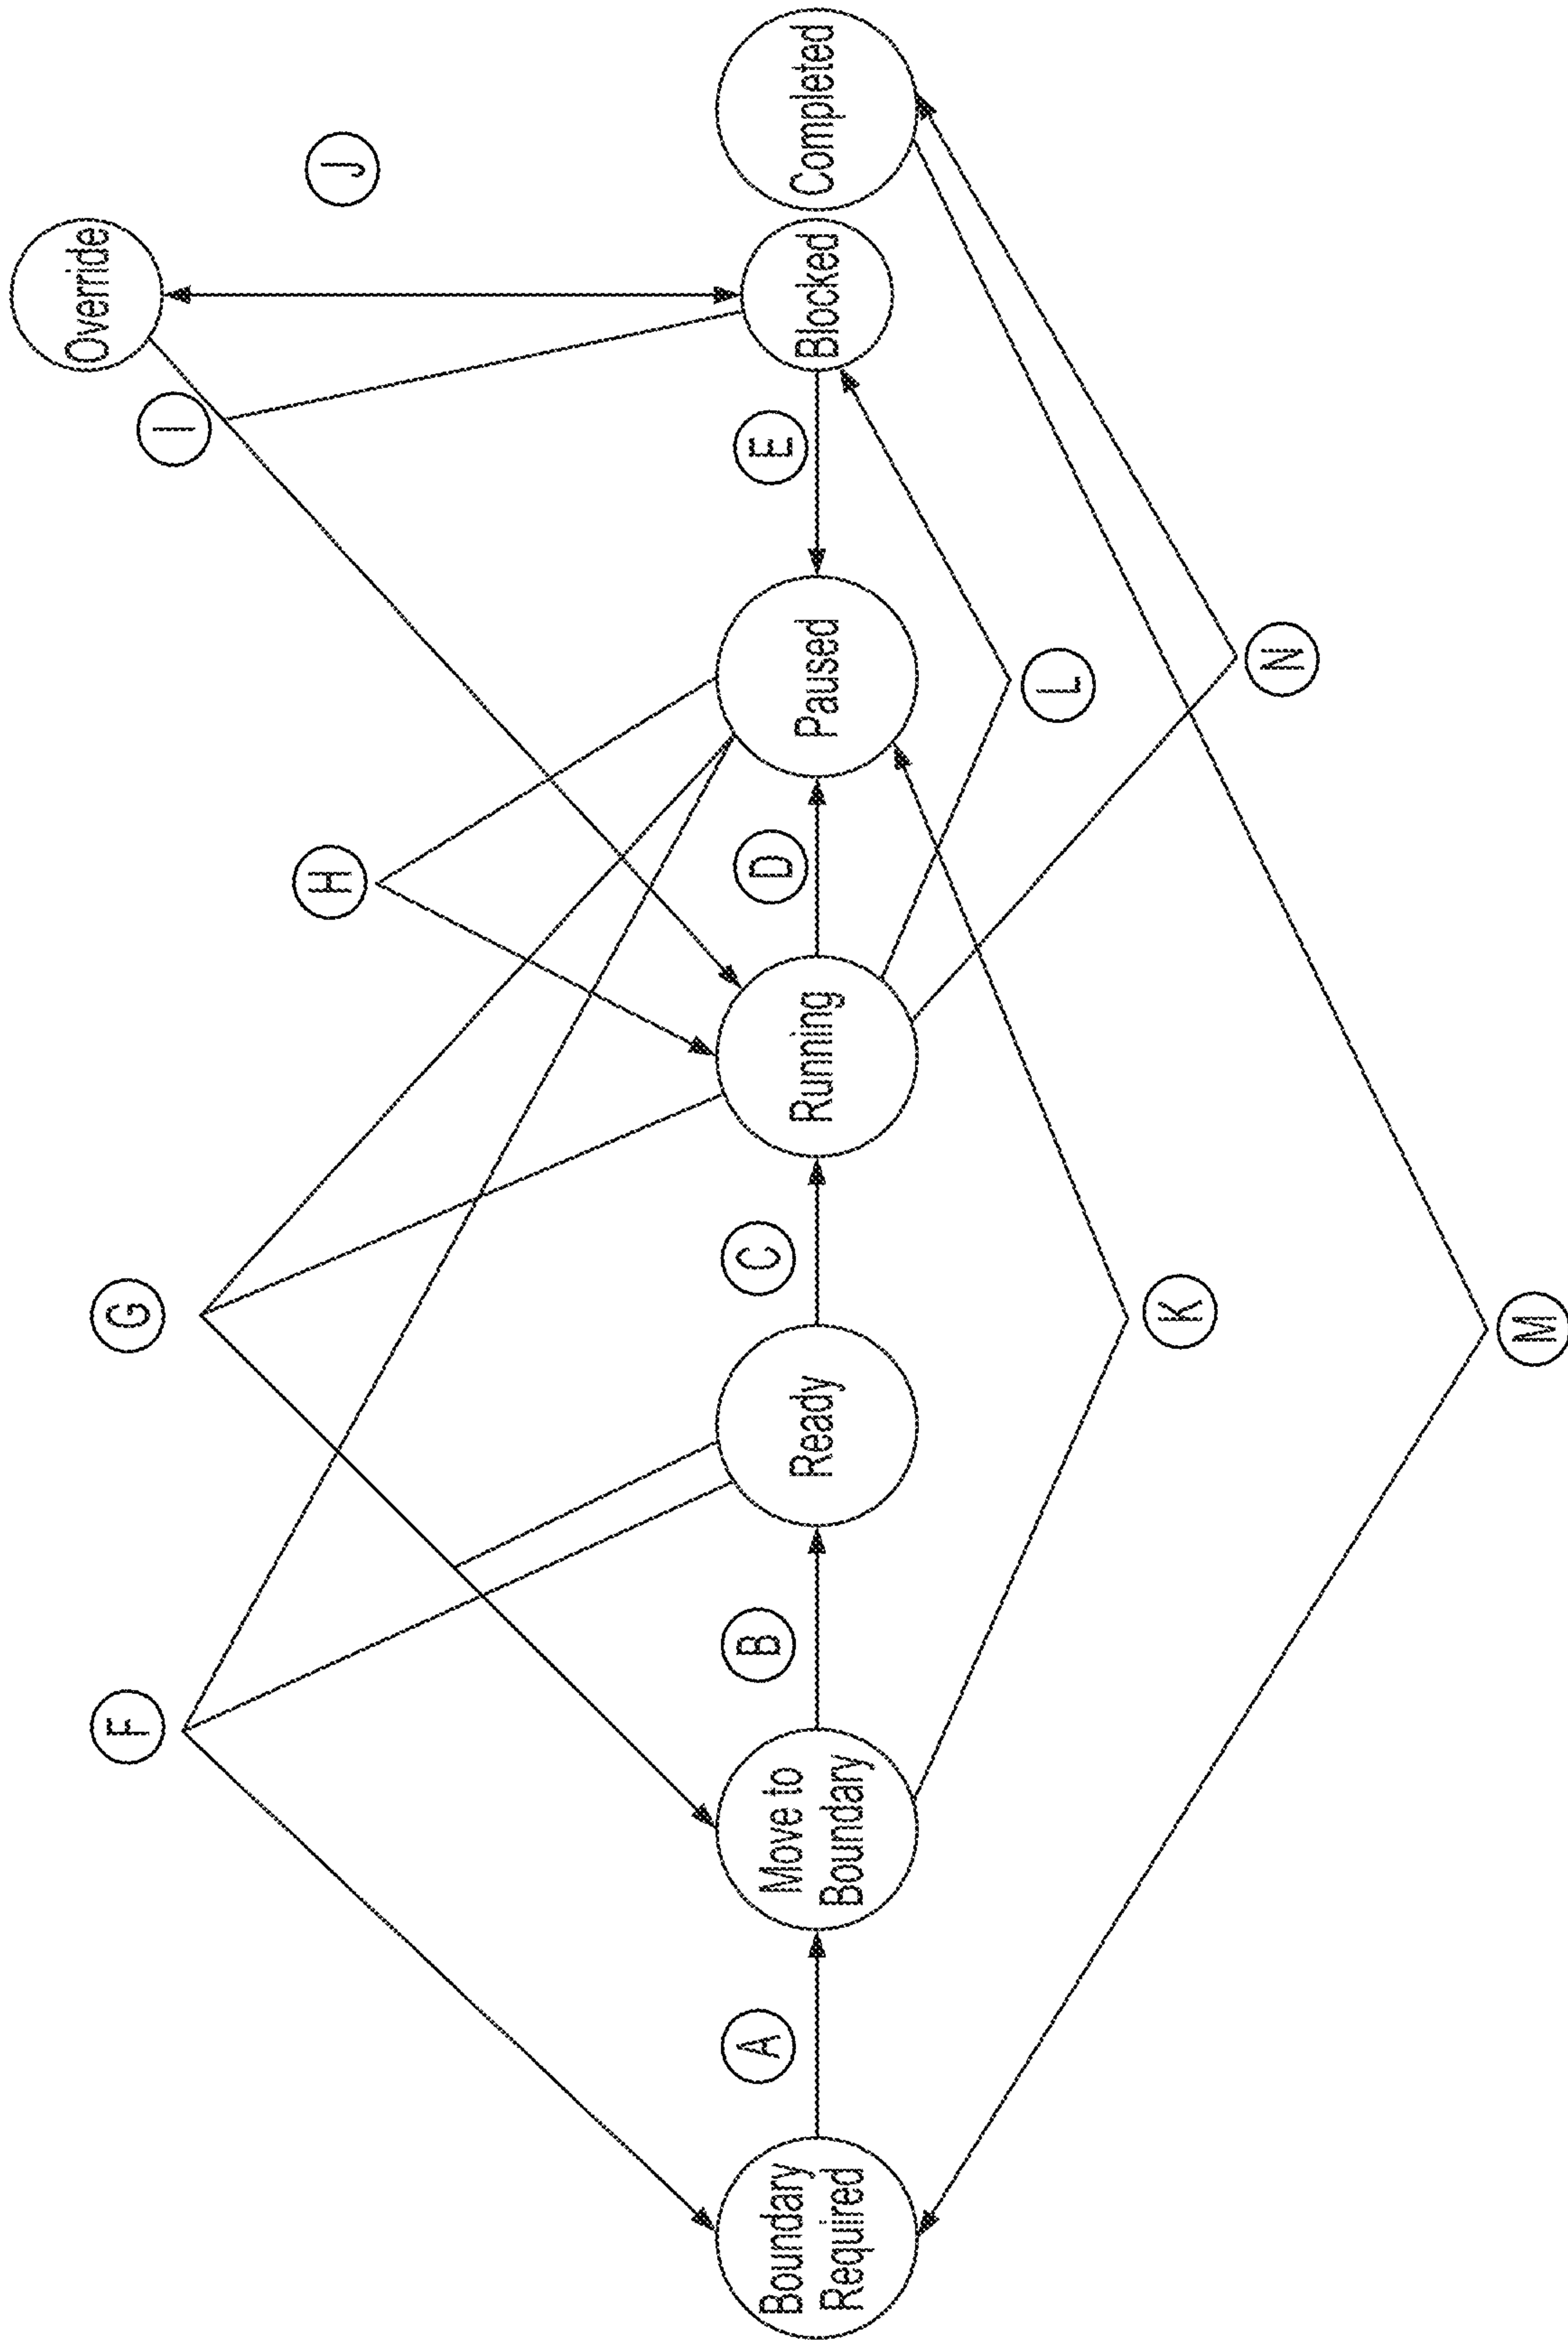 Override
J
I
F
G
H
Boundary
Required
A
Move to
Boundary
B
Ready
C
Running
D
Paused
E
Blocked
Completed
K
L
M
N